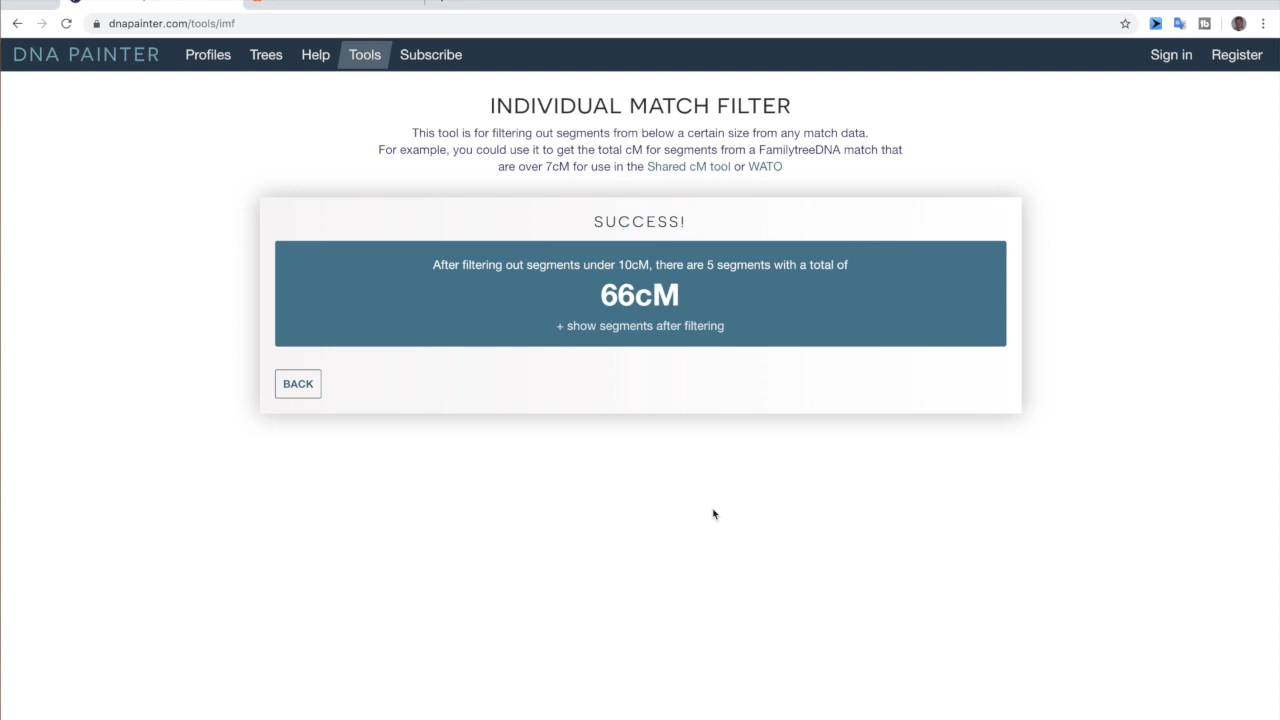 dnapainter.com/tools/imf
DNA PAINTER Profiles Trees Help Tools Subscribe Sign in Register
INDIVIDUAL MATCH FILTER
This tool is for filtering out segments from below a certain size from any match data.
For example, you could use it to get the total cM for segments from a FamilytreeDNA match that
are over 7cM for use in the Shared cM tool or WATO
SUCCESS!
After filtering out segments under 10cM, there are 5 segments with a total of
66cM
+ show segments after filtering
BACK